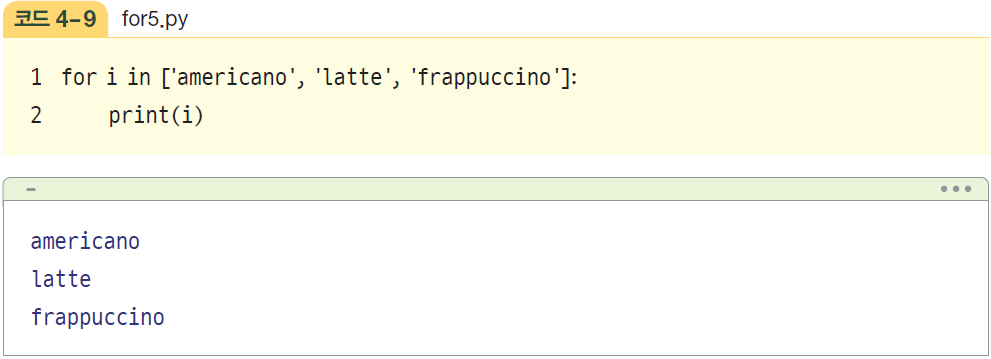 코드 4-9 for5.py
1 for i in ['americano', 'latte', 'frappuccino']:
2 print(i)
americano
latte
frappuccino